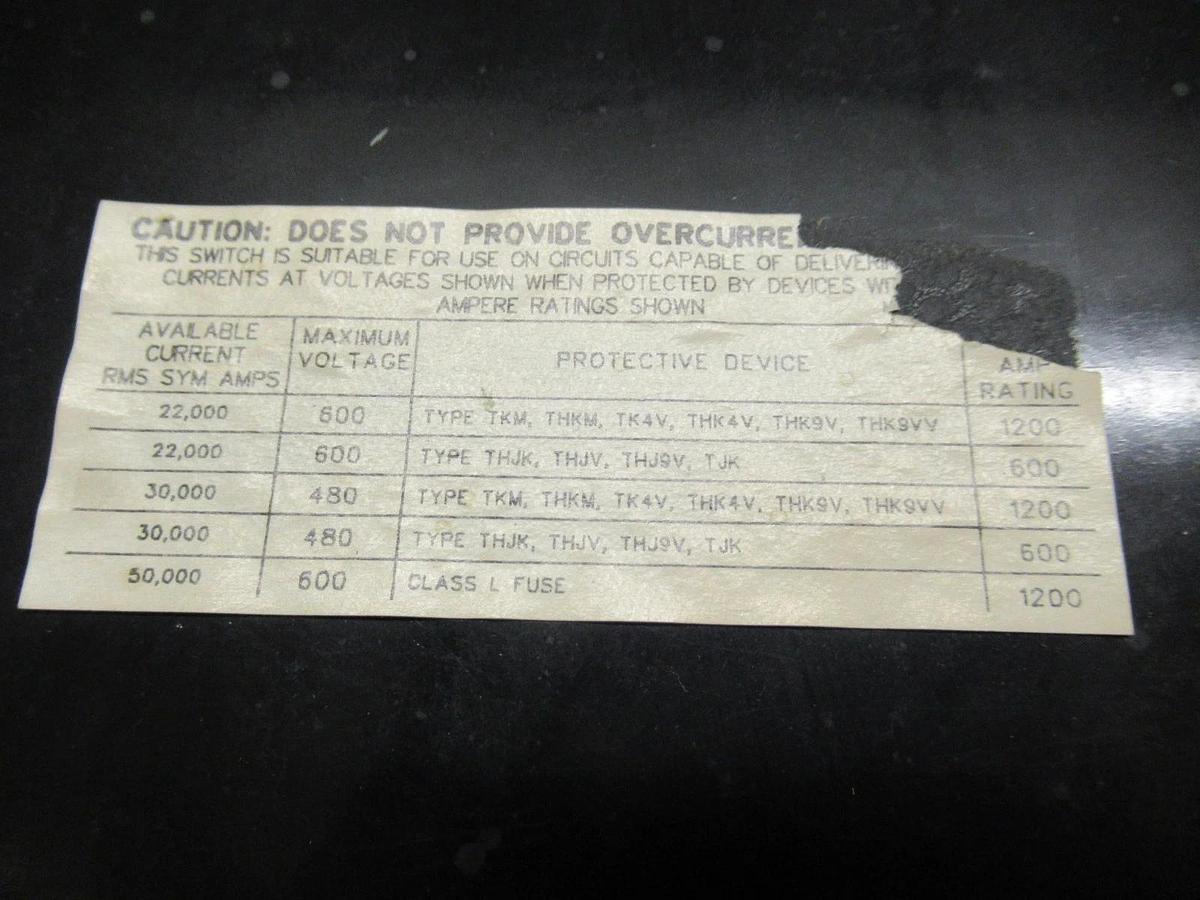 CAUTION: DOES NOT PROVIDE
THIS SWITCH IS SUITABLE FOR USE ON CIRCUITS CAPABLE OF
CURRENTS AT VOLTAGES SHOWN WHEN PROTECTED BY DEVICES
AMPERE RATINGS SHOWN
AVAILABLE CURRENT RMS SYM AMPS MAXIMUM VOLTAGE PROTECTIVE DEVICE RATING
22,000 600 TYPE TKM, THKM, TK4V, THK4V, THK9V, THK9VV 1200
22,000 600 TYPE THJK, THJV, THJ9V, TJK 600
30,000 480 TYPE TKM, THKM, TK4V, THK4V, THK9V, THK9VV 1200
30,000 480 TYPE THJK, THJV, THJ9V, TJK 600
50,000 600 CLASS L FUSE 1200